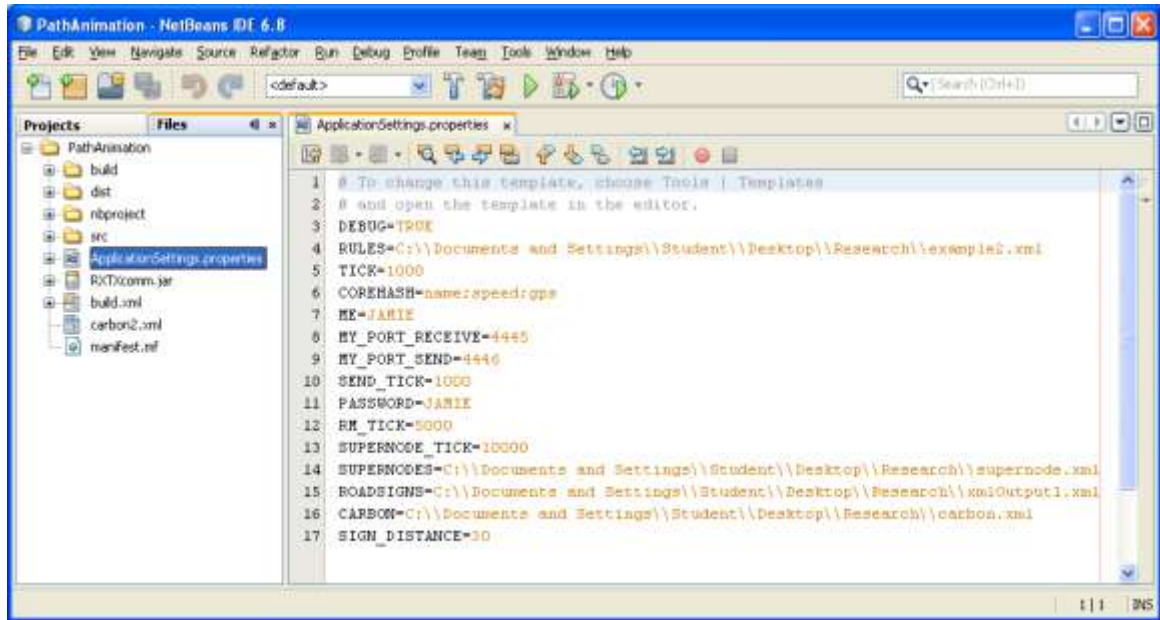 PathAnimation - NetBeans IDE 6.8
File Edit View Navigate Source Refactor Run Debug Profile Team Tools Window Help
<default>
Search (Ctrl+I)
Projects Files
ApplicationSettings.properties
PathAnimation
build
dist
nbproject
src
ApplicationSettings.properties
RXTXcomm.jar
build.xml
carbon2.xml
manifest.mf
1 # To change this template, choose Tools | Templates
2 # and open the template in the editor.
3 DEBUG=TRUE
4 RULES=C:\\Documents and Settings\\Student\\Desktop\\Research\\example2.xml
5 TICK=1000
6 COREHASH=name:speed:gps
7 ME=JAMIE
8 MY_PORT_RECEIVE=4445
9 MY_PORT_SEND=4446
10 SEND_TICK=1000
11 PASSWORD=JAMIE
12 RM_TICK=5000
13 SUPERNODE_TICK=10000
14 SUPERNODES=C:\\Documents and Settings\\Student\\Desktop\\Research\\supernode.xml
15 ROADSIGNS=C:\\Documents and Settings\\Student\\Desktop\\Research\\xmlOutput1.xml
16 CARBON=C:\\Documents and Settings\\Student\\Desktop\\Research\\carbon.xml
17 SIGN_DISTANCE=30
1 | 1 INS